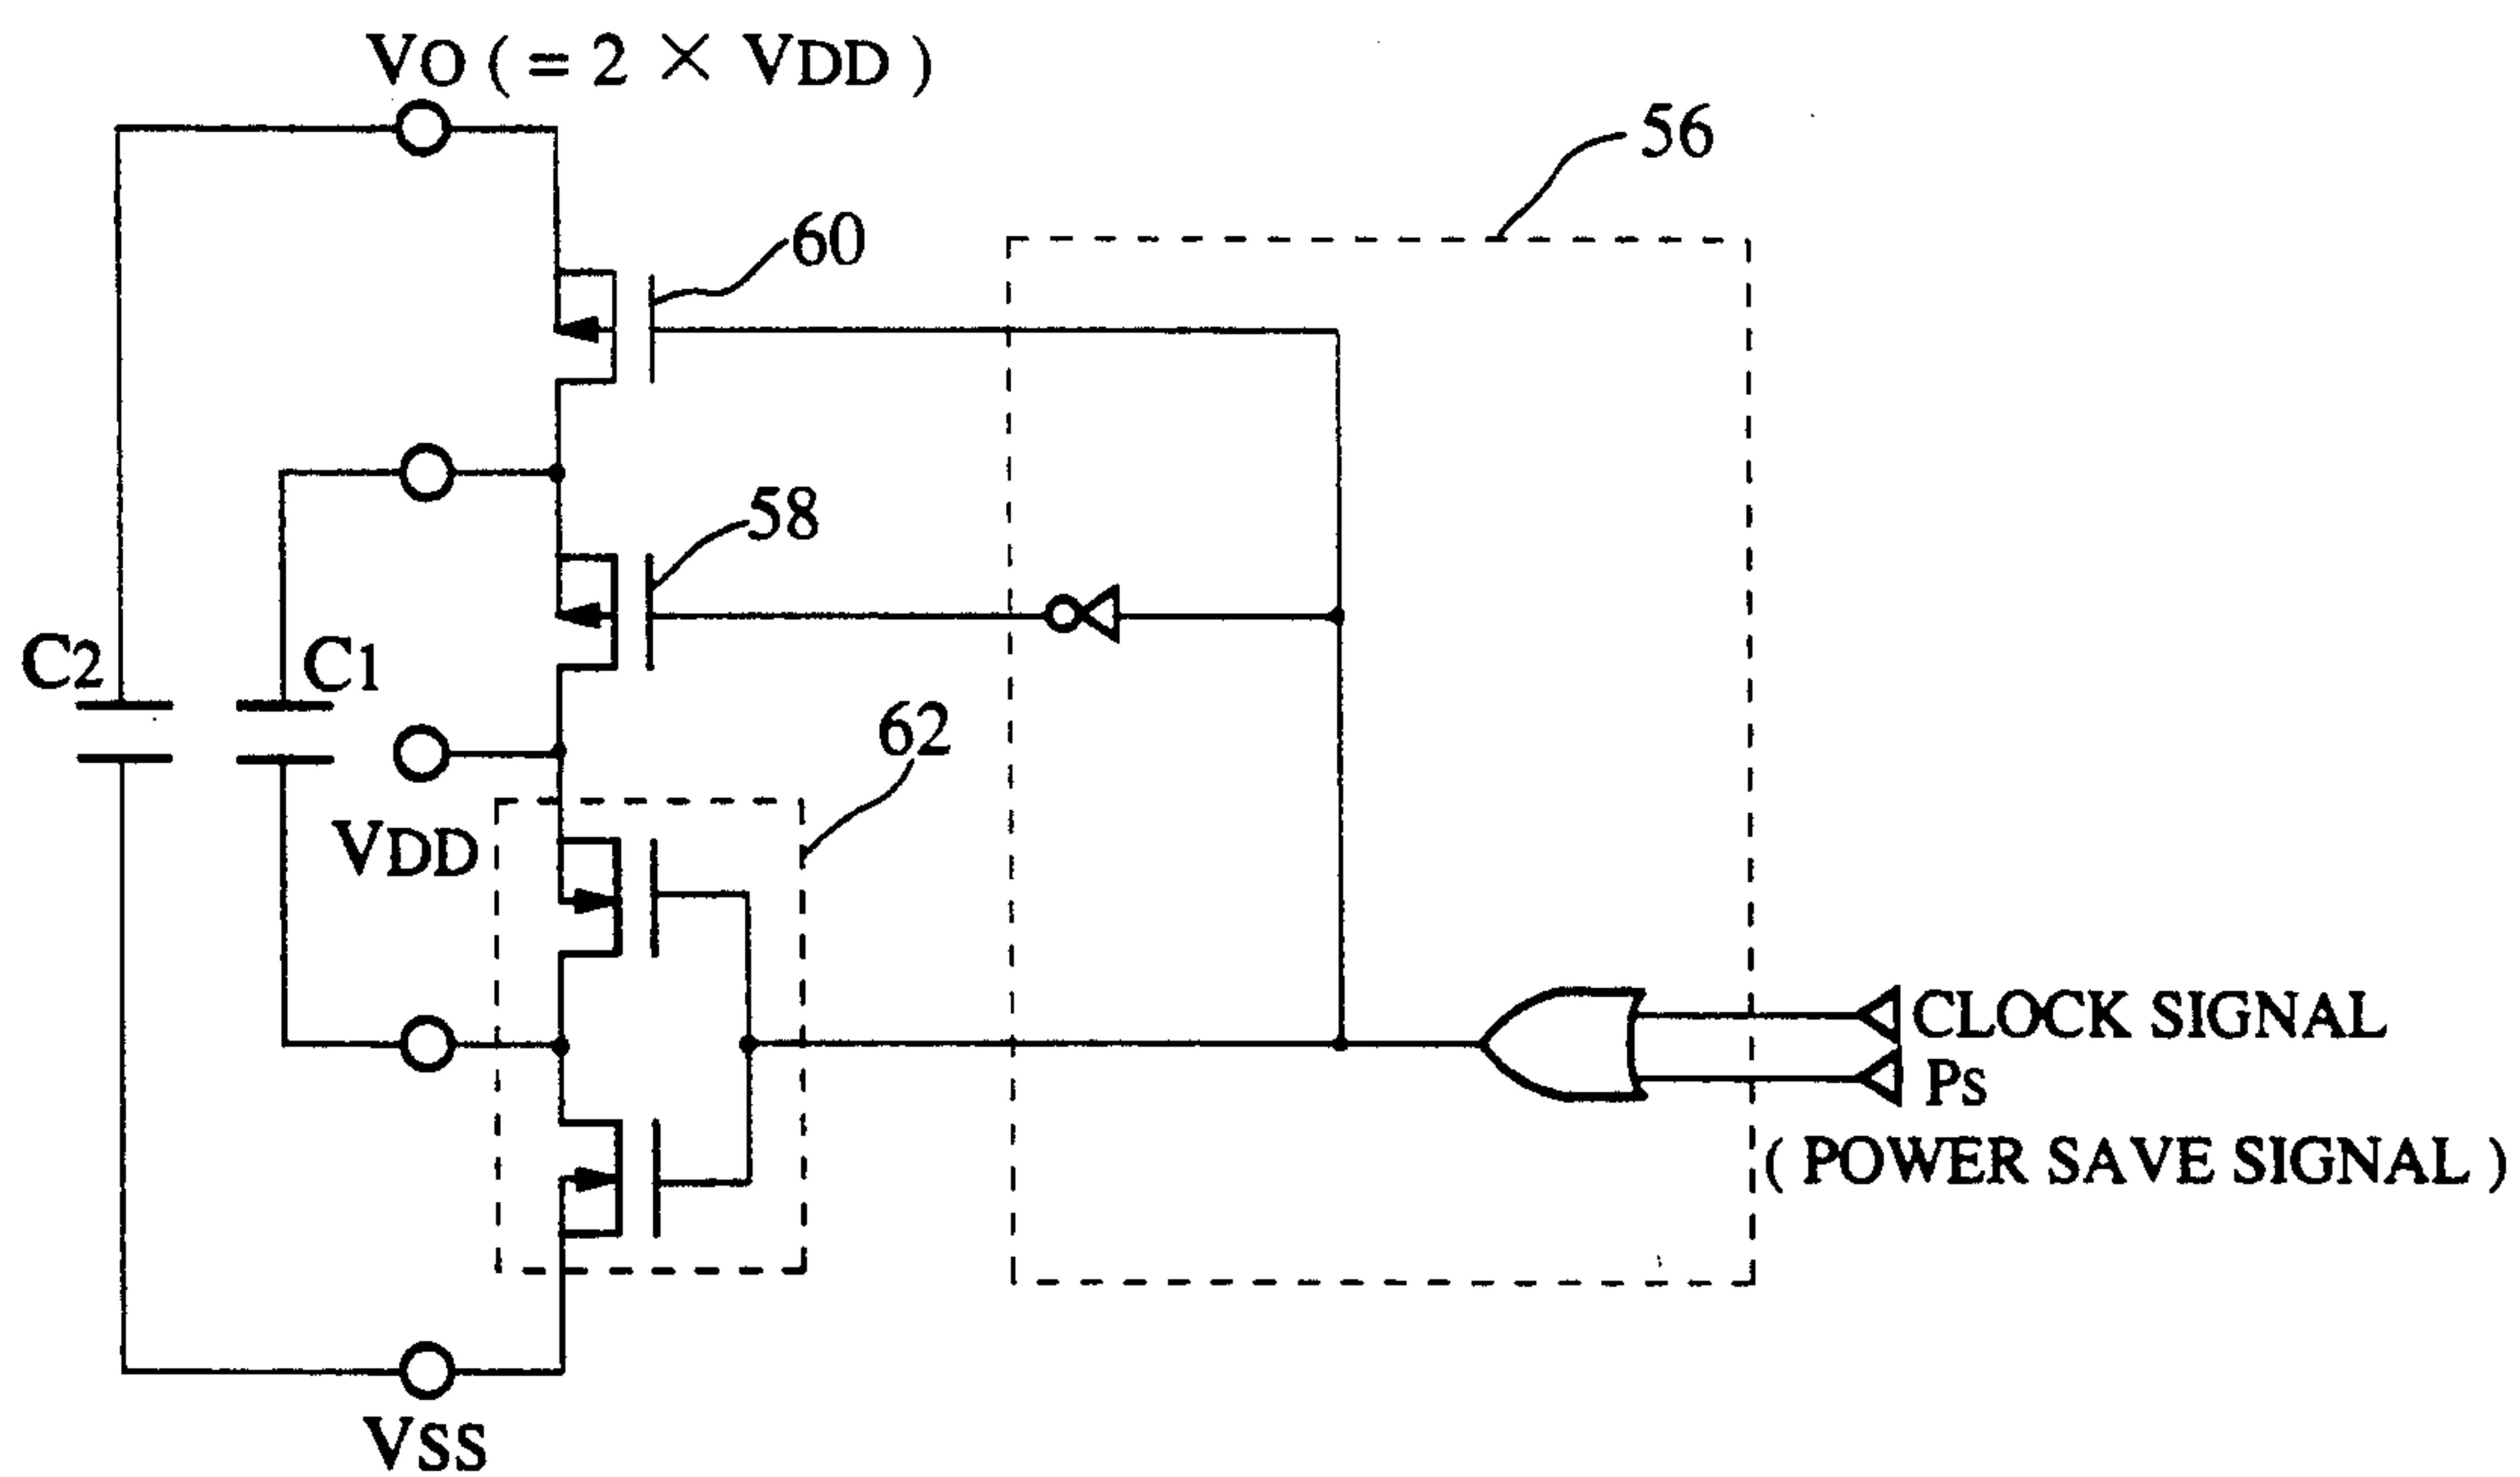 VO ( = 2 × VDD )
56
60
58
C2
C1
62
VDD
CLOCK SIGNAL
PS
( POWER SAVE SIGNAL )
VSS